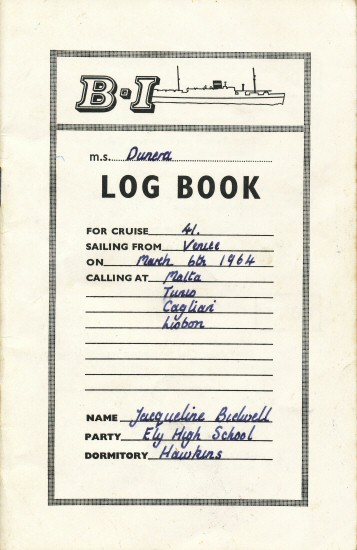 B·I
m.s. Dunera
LOG BOOK
FOR CRUISE 41.
SAILING FROM Venice
ON March 6th 1964
CALLING AT Malta
Tunis
Cagliari
Lisbon
NAME Jacqueline Bidwell
PARTY Ely High School
DORMITORY Hawkins